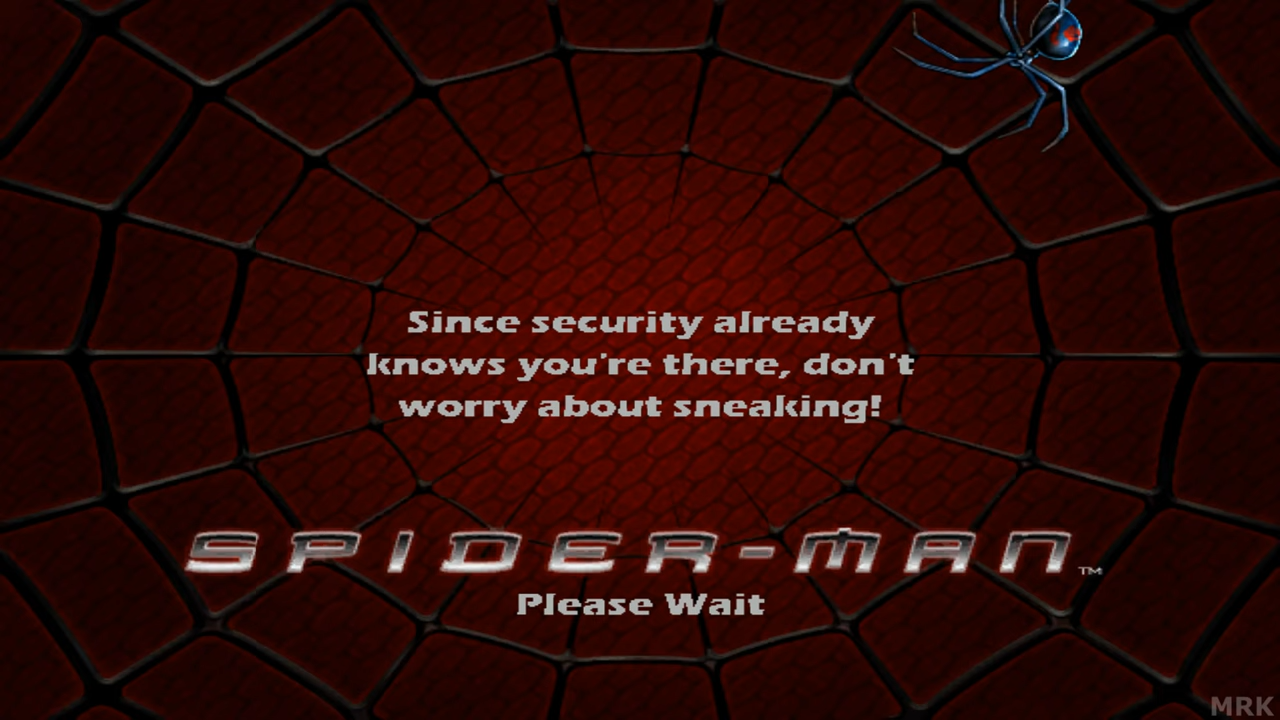 Since security already
knows you're there, don't
worry about sneaking!
SPIDER-MAN™
Please Wait
MRK